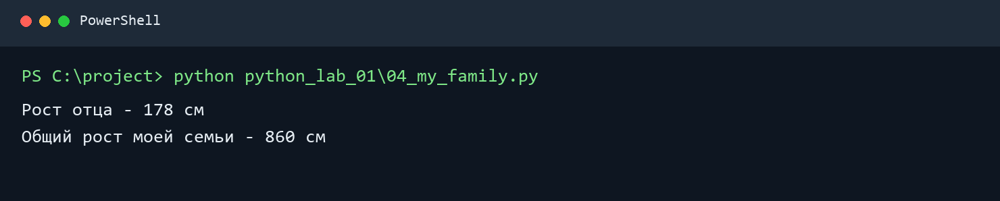 PowerShell
PS C:\project> python python_lab_01\04_my_family.py
Рост отца - 178 см
Общий рост моей семьи - 860 см